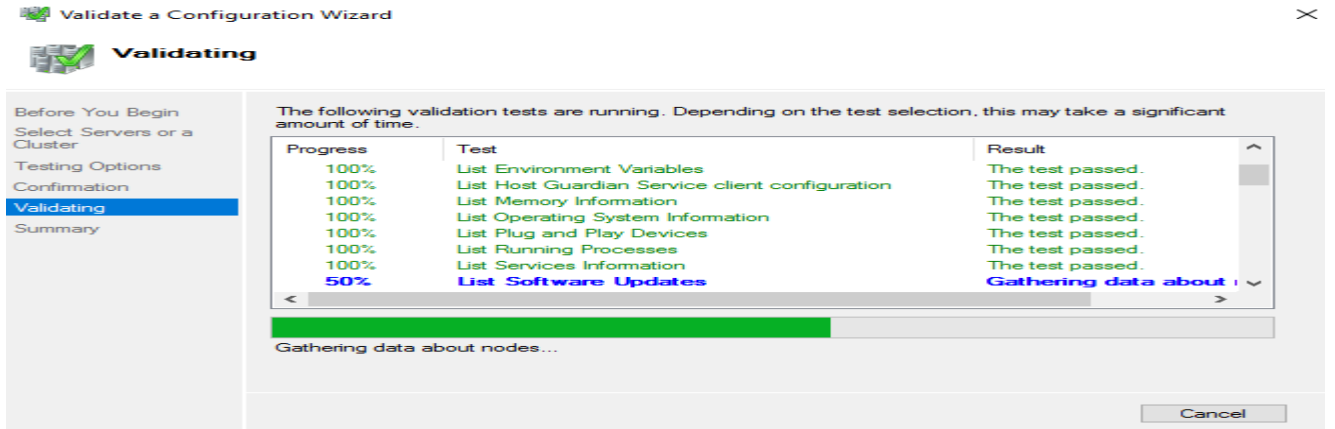 Validate a Configuration Wizard
Validating
Before You Begin
Select Servers or a
Cluster
Testing Options
Confirmation
Validating
Summary
The following validation tests are running. Depending on the test selection, this may take a significant
amount of time.
Progress Test Result
100% List Environment Variables The test passed.
100% List Host Guardian Service client configuration The test passed.
100% List Memory Information The test passed.
100% List Operating System Information The test passed.
100% List Plug and Play Devices The test passed.
100% List Running Processes The test passed.
100% List Services Information The test passed.
50% List Software Updates Gathering data about
Gathering data about nodes...
Cancel